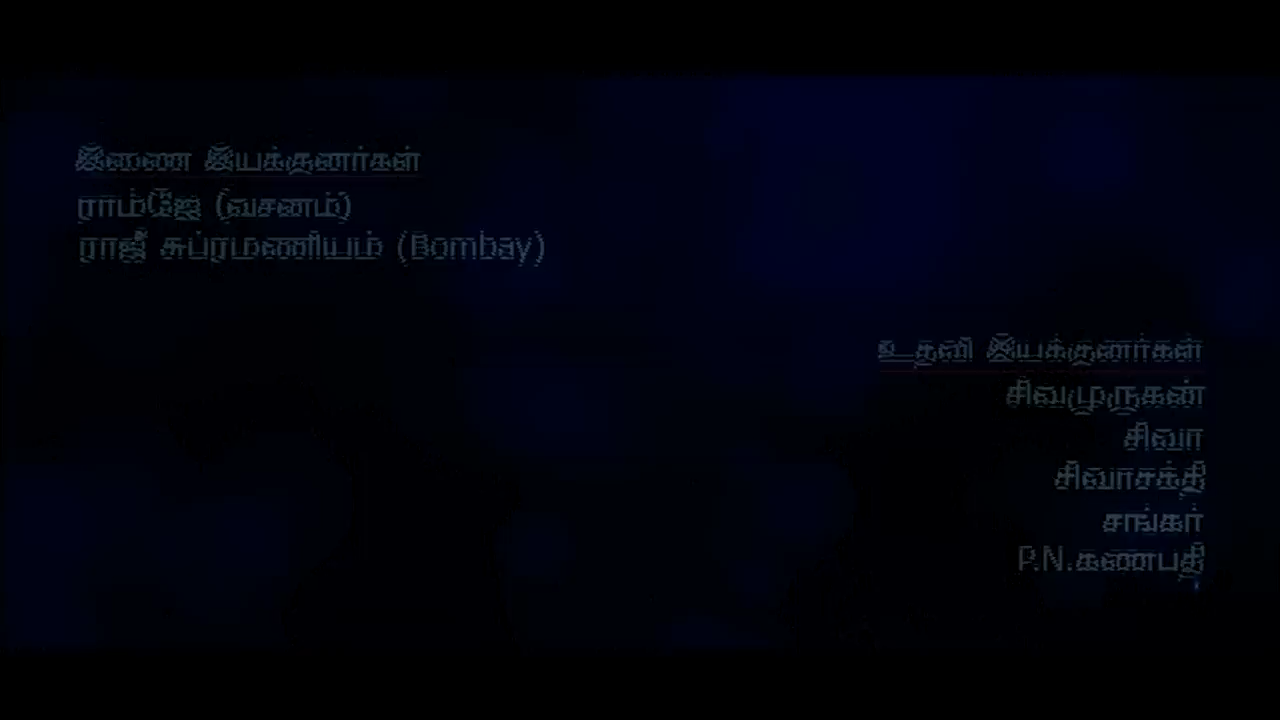 இணை இயக்குனர்கள்
ராம்ஜே (வசனம்)
ராஜீ சுப்ரமணியம் (Bombay)
உதவி இயக்குனர்கள்
சிவமுருகன்
சிவா
சிவாசக்தி
சங்கர்
P.N.கணபதி